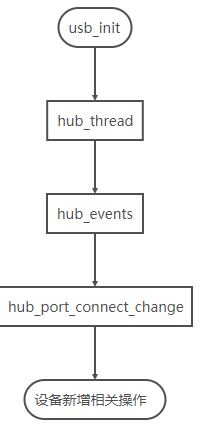 usb_init
hub_thread
hub_events
hub_port_connect_change
设备新增相关操作